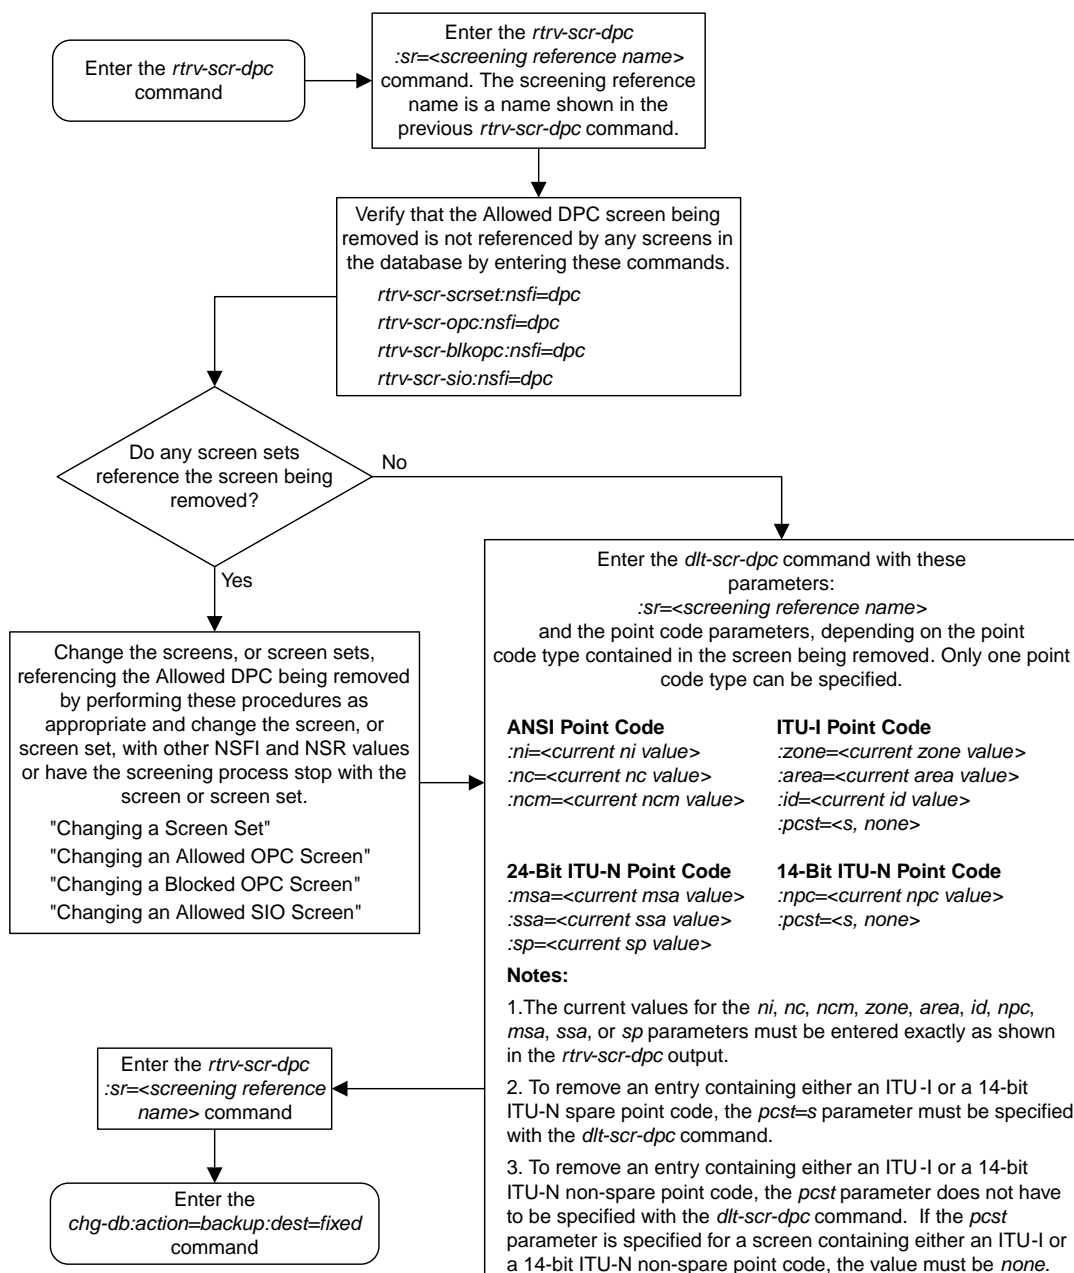 Enter the rtrv-scr-dpc
command
Enter the rtrv-scr-dpc
:sr=<screening reference name>
command. The screening reference
name is a name shown in the
previous rtrv-scr-dpc command.
Verify that the Allowed DPC screen being
removed is not referenced by any screens in
the database by entering these commands.
rtrv-scr-scrset:nsfi=dpc
rtrv-scr-opc:nsfi=dpc
rtrv-scr-blkopc:nsfi=dpc
rtrv-scr-sio:nsfi=dpc
Do any screen sets
reference the screen being
removed?
No
Yes
Change the screens, or screen sets,
referencing the Allowed DPC being removed
by performing these procedures as
appropriate and change the screen, or
screen set, with other NSFI and NSR values
or have the screening process stop with the
screen or screen set.
"Changing a Screen Set"
"Changing an Allowed OPC Screen"
"Changing a Blocked OPC Screen"
"Changing an Allowed SIO Screen"
Enter the dlt-scr-dpc command with these
parameters:
:sr=<screening reference name>
and the point code parameters, depending on the point
code type contained in the screen being removed. Only one point
code type can be specified.
ANSI Point Code
:ni=<current ni value>
:nc=<current nc value>
:ncm=<current ncm value>
ITU-I Point Code
:zone=<current zone value>
:area=<current area value>
:id=<current id value>
:pcst=<s, none>
24-Bit ITU-N Point Code
:msa=<current msa value>
:ssa=<current ssa value>
:sp=<current sp value>
14-Bit ITU-N Point Code
:npc=<current npc value>
:pcst=<s, none>
Notes:
1.The current values for the ni, nc, ncm, zone, area, id, npc,
msa, ssa, or sp parameters must be entered exactly as shown
in the rtrv-scr-dpc output.
2. To remove an entry containing either an ITU-I or a 14-bit
ITU-N spare point code, the pcst=s parameter must be specified
with the dlt-scr-dpc command.
3. To remove an entry containing either an ITU-I or a 14-bit
ITU-N non-spare point code, the pcst parameter does not have
to be specified with the dlt-scr-dpc command. If the pcst
parameter is specified for a screen containing either an ITU-I or
a 14-bit ITU-N non-spare point code, the value must be none.
Enter the rtrv-scr-dpc
:sr=<screening reference
name> command
Enter the
chg-db:action=backup:dest=fixed
command